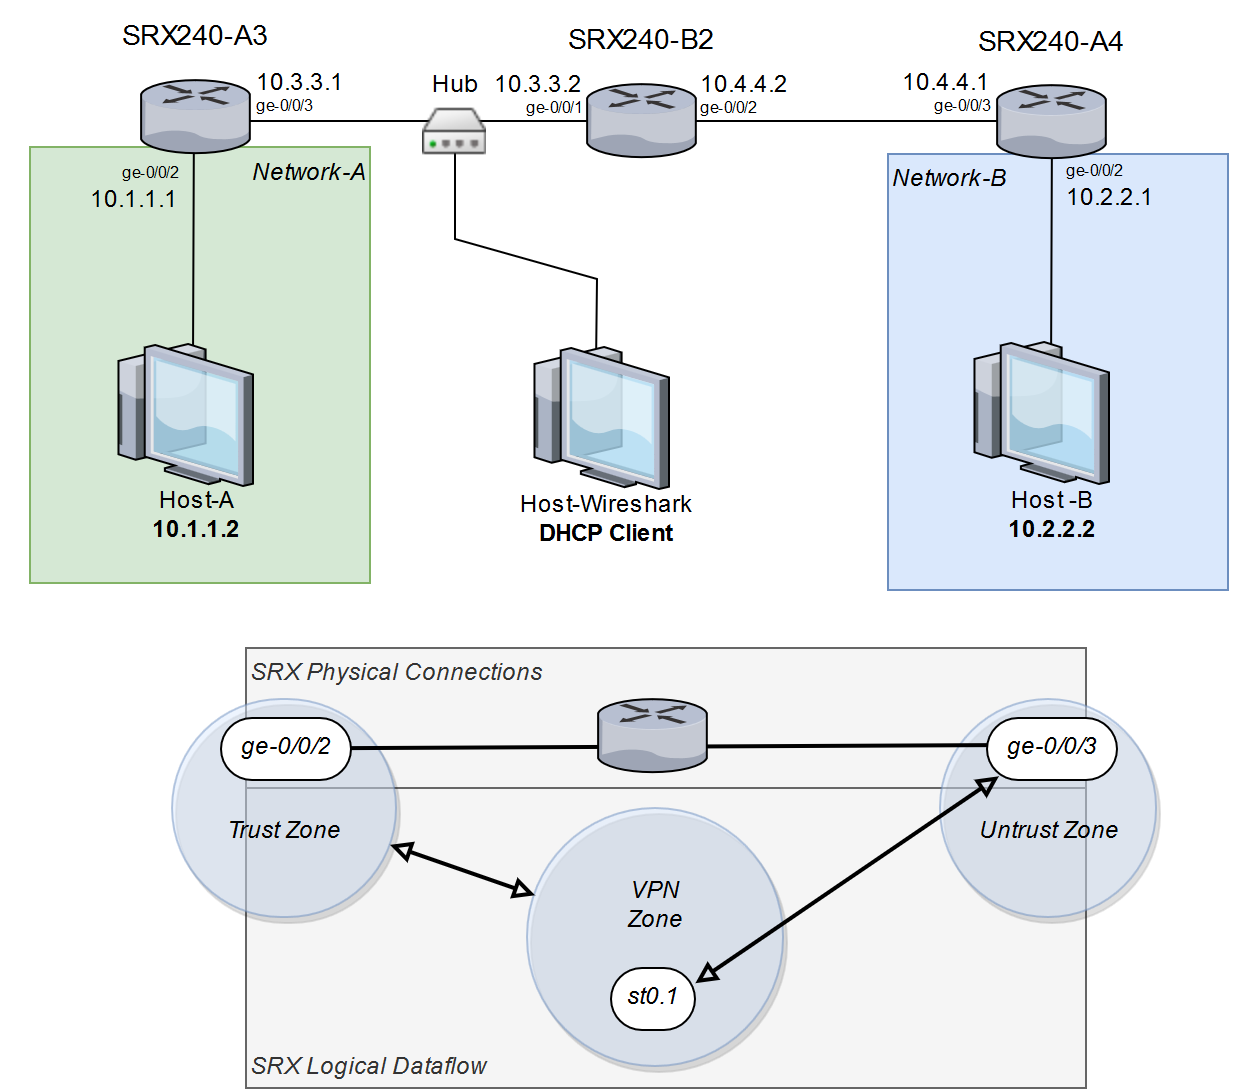 SRX240-A3
SRX240-B2
SRX240-A4
10.3.3.1
ge-0/0/3
Hub
10.3.3.2
ge-0/0/1
10.4.4.2
ge-0/0/2
10.4.4.1
ge-0/0/3
ge-0/0/2
10.1.1.1
Network-A
Network-B
ge-0/0/2
10.2.2.1
Host-A
10.1.1.2
Host-Wireshark
DHCP Client
Host -B
10.2.2.2
SRX Physical Connections
ge-0/0/2
ge-0/0/3
Trust Zone
Untrust Zone
VPN
Zone
st0.1
SRX Logical Dataflow